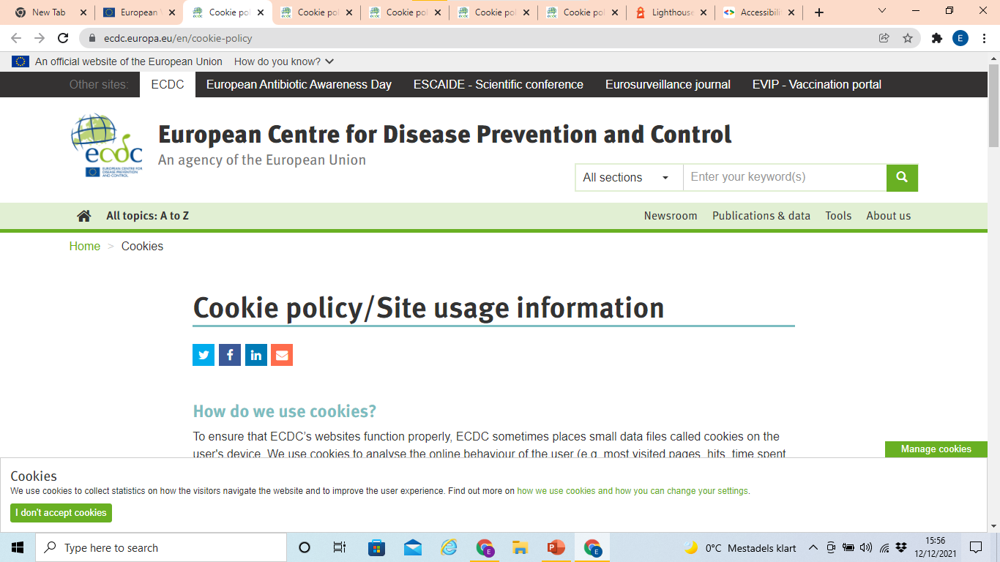 New Tab
European
Cookie pol
Cookie pol
Cookie pol
Cookie pol
Cookie pol
Lighthouse
Accessibili
ecdc.europa.eu/en/cookie-policy
E
An official website of the European Union How do you know?
Other sites: ECDC European Antibiotic Awareness Day ESCAIDE - Scientific conference Eurosurveillance journal EVIP - Vaccination portal
ecdc
EUROPEAN CENTRE FOR
DISEASE PREVENTION
AND CONTROL
European Centre for Disease Prevention and Control
An agency of the European Union
All sections Enter your keyword(s)
All topics: A to Z Newsroom Publications & data Tools About us
Home > Cookies
Cookie policy/Site usage information
How do we use cookies?
To ensure that ECDC’s websites function properly, ECDC sometimes places small data files called cookies on the
user's device. We use cookies to analyse the online behaviour of the user (e.g. most visited pages, hits, time spent
Manage cookies
Cookies
We use cookies to collect statistics on how the visitors navigate the website and to improve the user experience. Find out more on how we use cookies and how you can change your settings.
I don't accept cookies
Type here to search
0°C Mestadels klart
15:56
12/12/2021